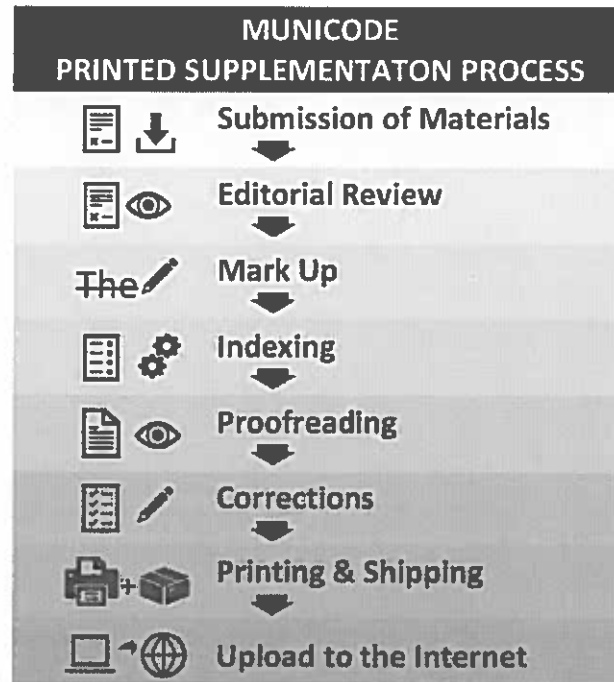 MUNICODE
PRINTED SUPPLEMENTATON PROCESS
Submission of Materials
Editorial Review
The Mark Up
Indexing
Proofreading
Corrections
Printing & Shipping
Upload to the Internet